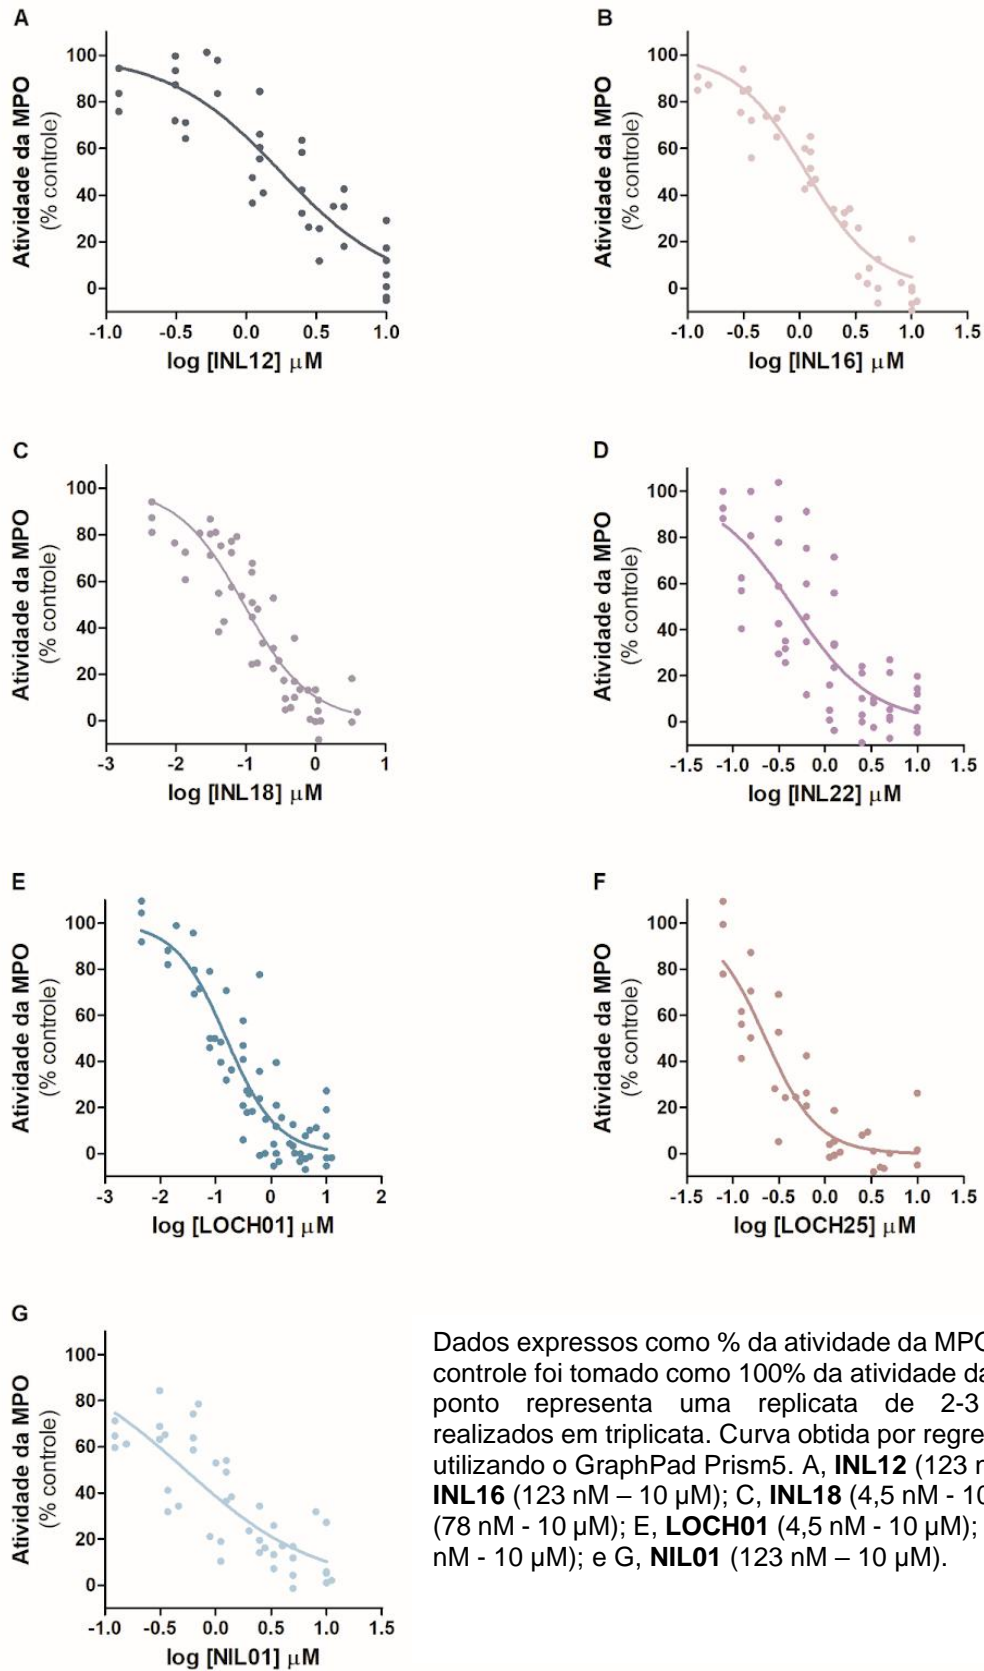 A
Atividade da MPO
(% controle)
100
80
60
40
20
0
-1.0 -0.5 0.0 0.5 1.0
log [INL12] μM
B
Atividade da MPO
(% controle)
100
80
60
40
20
0
-1.0 -0.5 0.0 0.5 1.0 1.5
log [INL16] μM
C
Atividade da MPO
(% controle)
100
80
60
40
20
0
-3 -2 -1 0 1
log [INL18] μM
D
Atividade da MPO
(% controle)
100
80
60
40
20
0
-1.5 -1.0 -0.5 0.0 0.5 1.0 1.5
log [INL22] μM
E
Atividade da MPO
(% controle)
100
80
60
40
20
0
-3 -2 -1 0 1 2
log [LOCH01] μM
F
Atividade da MPO
(% controle)
100
80
60
40
20
0
-1.5 -1.0 -0.5 0.0 0.5 1.0 1.5
log [LOCH25] μM
G
Atividade da MPO
(% controle)
100
80
60
40
20
0
-1.0 -0.5 0.0 0.5 1.0 1.5
log [NIL01] μM
Dados expressos como % da atividade da MPO
controle foi tomado como 100% da atividade da
ponto representa uma replicata de 2-3
realizados em triplicata. Curva obtida por regre
utilizando o GraphPad Prism5. A, INL12 (123 n
INL16 (123 nM – 10 μM); C, INL18 (4,5 nM - 10
(78 nM - 10 μM); E, LOCH01 (4,5 nM - 10 μM);
nM - 10 μM); e G, NIL01 (123 nM – 10 μM).